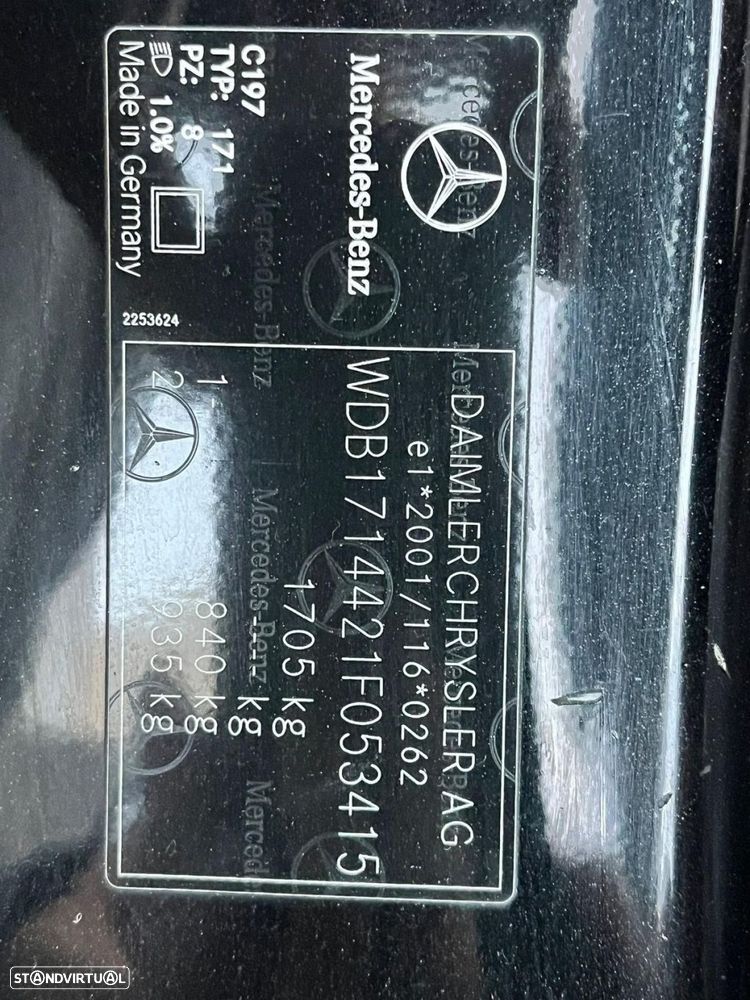 Mercedes-Benz
C197
TYP: 171
PZ: 8
1.0%
Made in Germany
2253624
DAIMLERCHRYSLER AG
e1*2001/116*0262
WDB1714421F053415
1705 kg
- kg
1- 840 kg
2- 935 kg
STANDVIRTUAL